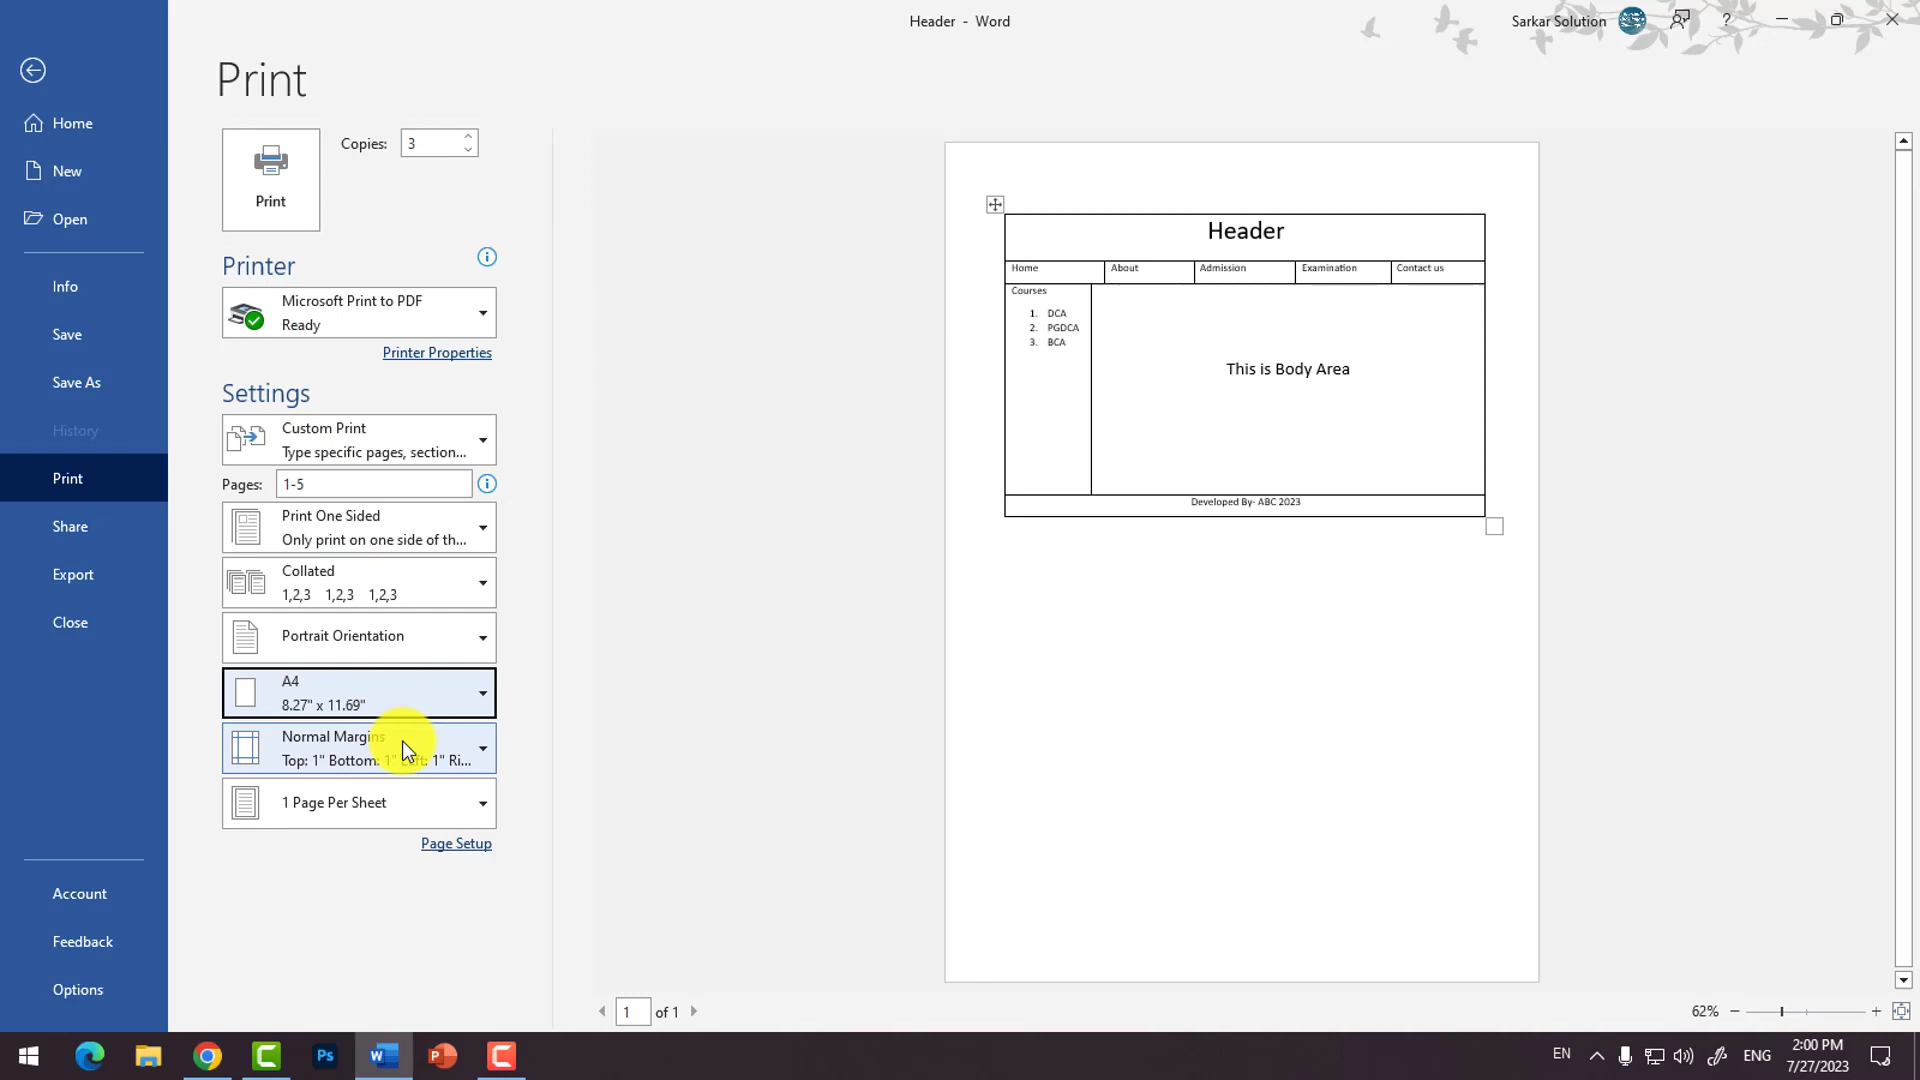 Header - Word
Sarkar Solution
?
Print
Home
New
Open
Info
Save
Save As
History
Print
Share
Export
Close
Account
Feedback
Options
Print
Copies: 3
Printer
Microsoft Print to PDF
Ready
Printer Properties
Settings
Custom Print
Type specific pages, section...
Pages: 1-5
Print One Sided
Only print on one side of th...
Collated
1,2,3 1,2,3 1,2,3
Portrait Orientation
A4
8.27" x 11.69"
Normal Margins
Top: 1" Bottom: 1" Left: 1" Ri...
1 Page Per Sheet
Page Setup
Header
Home About Admission Examination Contact us
Courses
1. DCA
2. PGDCA
3. BCA
This is Body Area
Developed By- ABC 2023
1 of 1
62%
Ps
EN
ENG
2:00 PM
7/27/2023